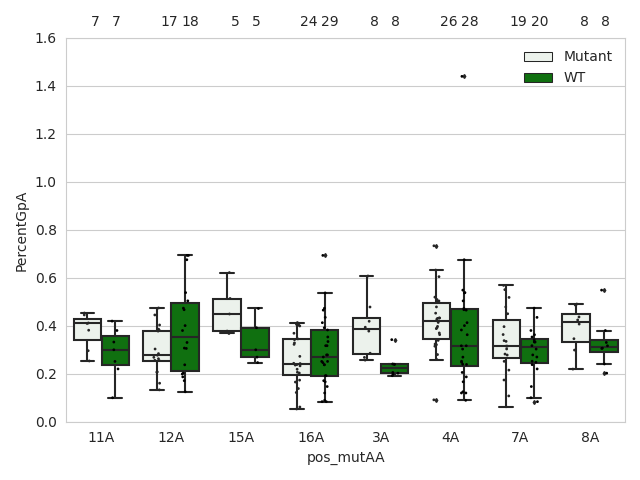 7 7 17 18 5 5 24 29 8 8 26 28 19 20 8 8
1.6
Mutant
WT
1.4
1.2
1.0
0.8
0.6
0.4
0.2
0.0
PercentGpA
11A 12A 15A 16A 3A 4A 7A 8A
pos_mutAA